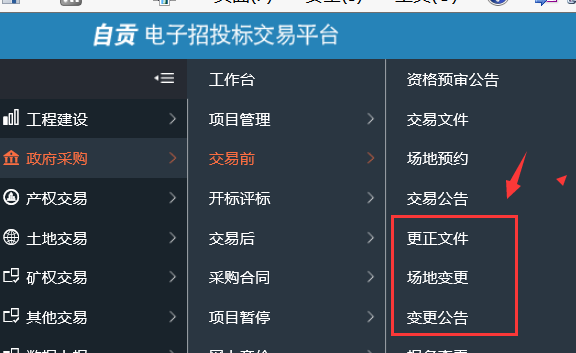 自贡 电子招投标交易平台
工程建设
政府采购
产权交易
土地交易
矿权交易
其他交易
工作台
项目管理
交易前
开标评标
交易后
采购合同
项目暂停
资格预审公告
交易文件
场地预约
交易公告
更正文件
场地变更
变更公告